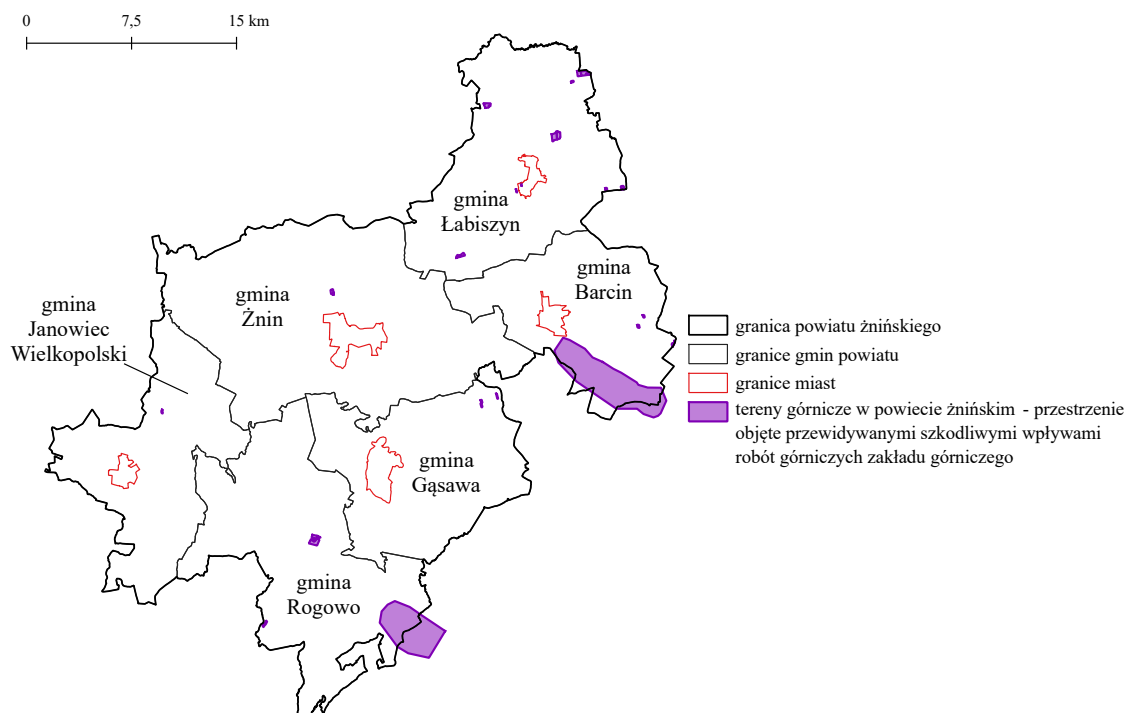 0
7,5
15 km
gmina
Łabiszyn
gmina
Barcin
gmina
Żnin
gmina
Janowiec
Wielkopolski
gmina
Gąsawa
gmina
Rogowo
granica powiatu żnińskiego
granice gmin powiatu
granice miast
tereny górnicze w powiecie żnińskim - przestrzenie
objęte przewidywanymi szkodliwymi wpływami
robót górniczych zakładu górniczego